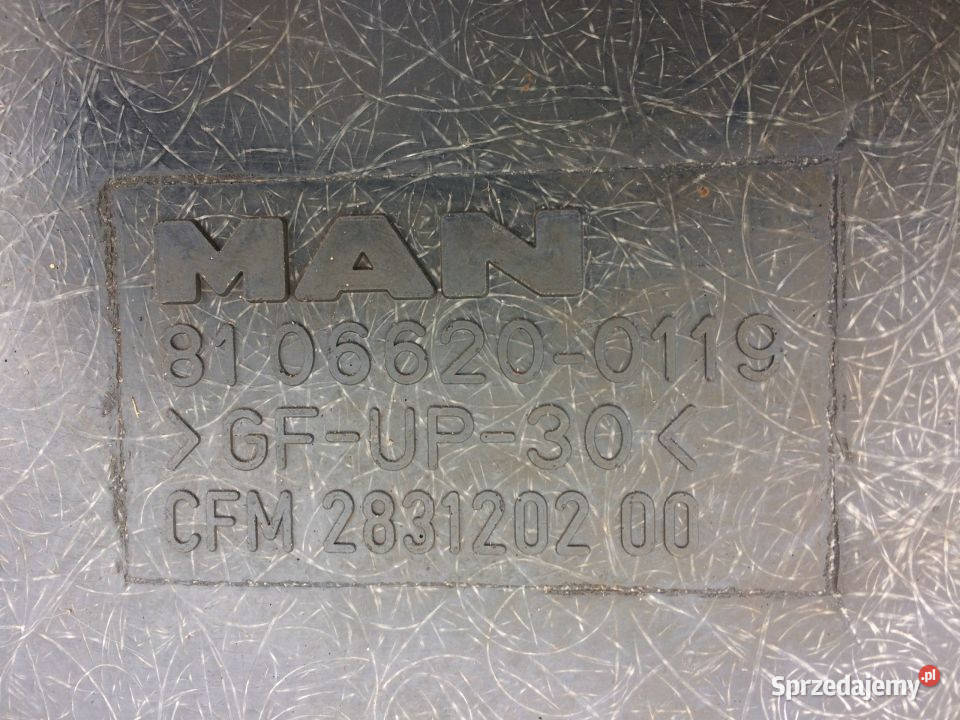 MAN
81 06620-0119
>GF-UP-30<
CFM 2831202 00
Sprzedajemy.pl